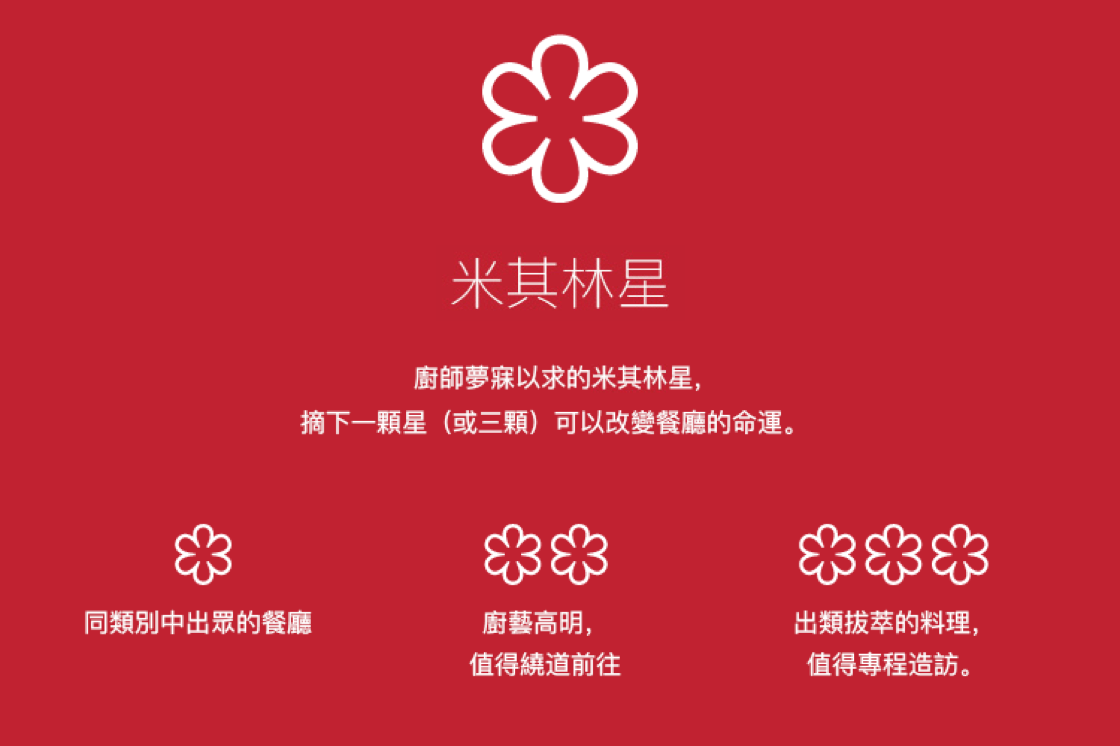 米其林星
廚師夢寐以求的米其林星,
摘下一顆星（或三顆）可以改變餐廳的命運。
同類別中出眾的餐廳
廚藝高明,
值得繞道前往
出類拔萃的料理,
值得專程造訪。